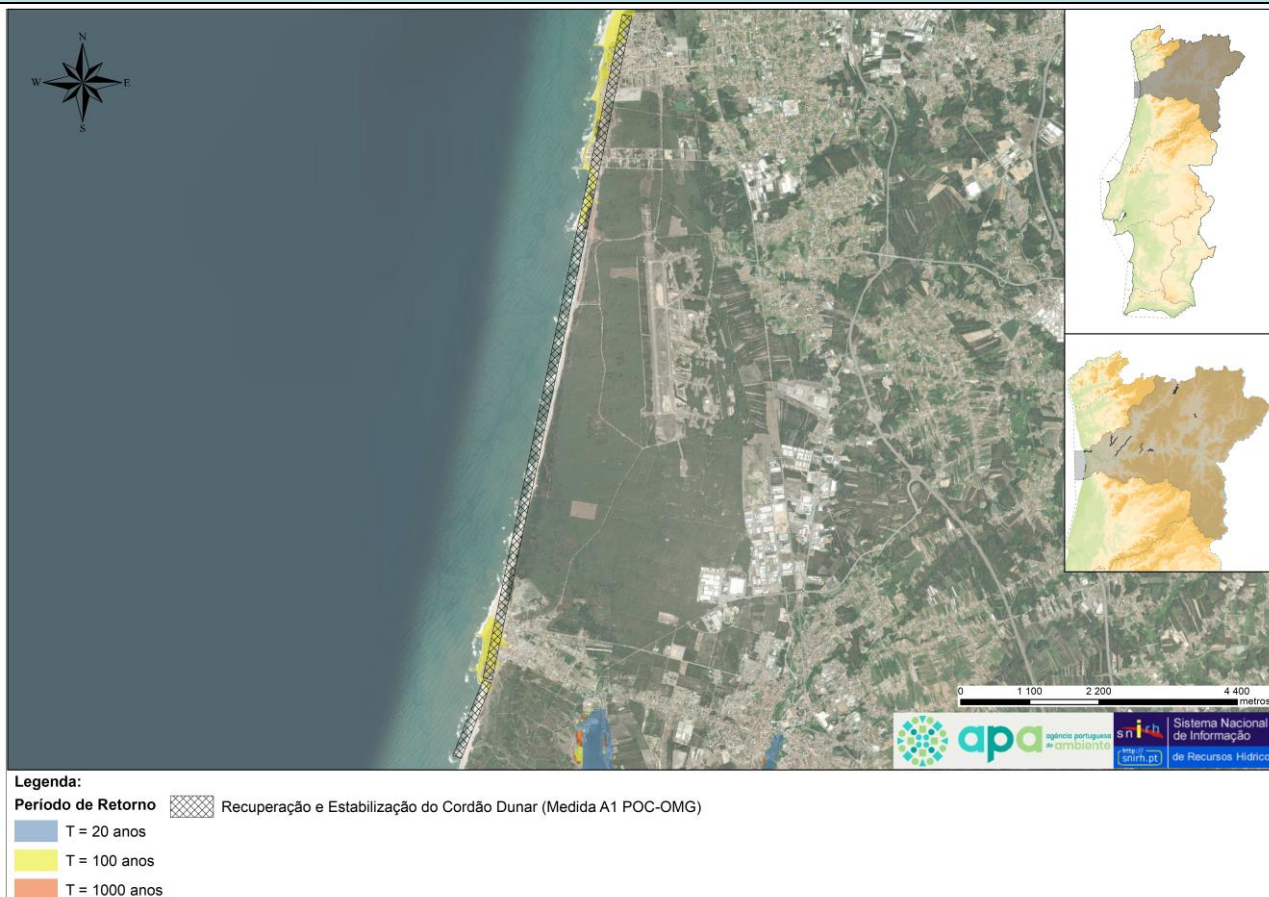 N
W E
S
0 1 100 2 200 4 400
metros
apa agência portuguesa
do ambiente
snirh
http://
snirh.pt
Sistema Nacional
de Informação
de Recursos Hídricos
Legenda:
Período de Retorno
Recuperação e Estabilização do Cordão Dunar (Medida A1 POC-OMG)
T = 20 anos
T = 100 anos
T = 1000 anos